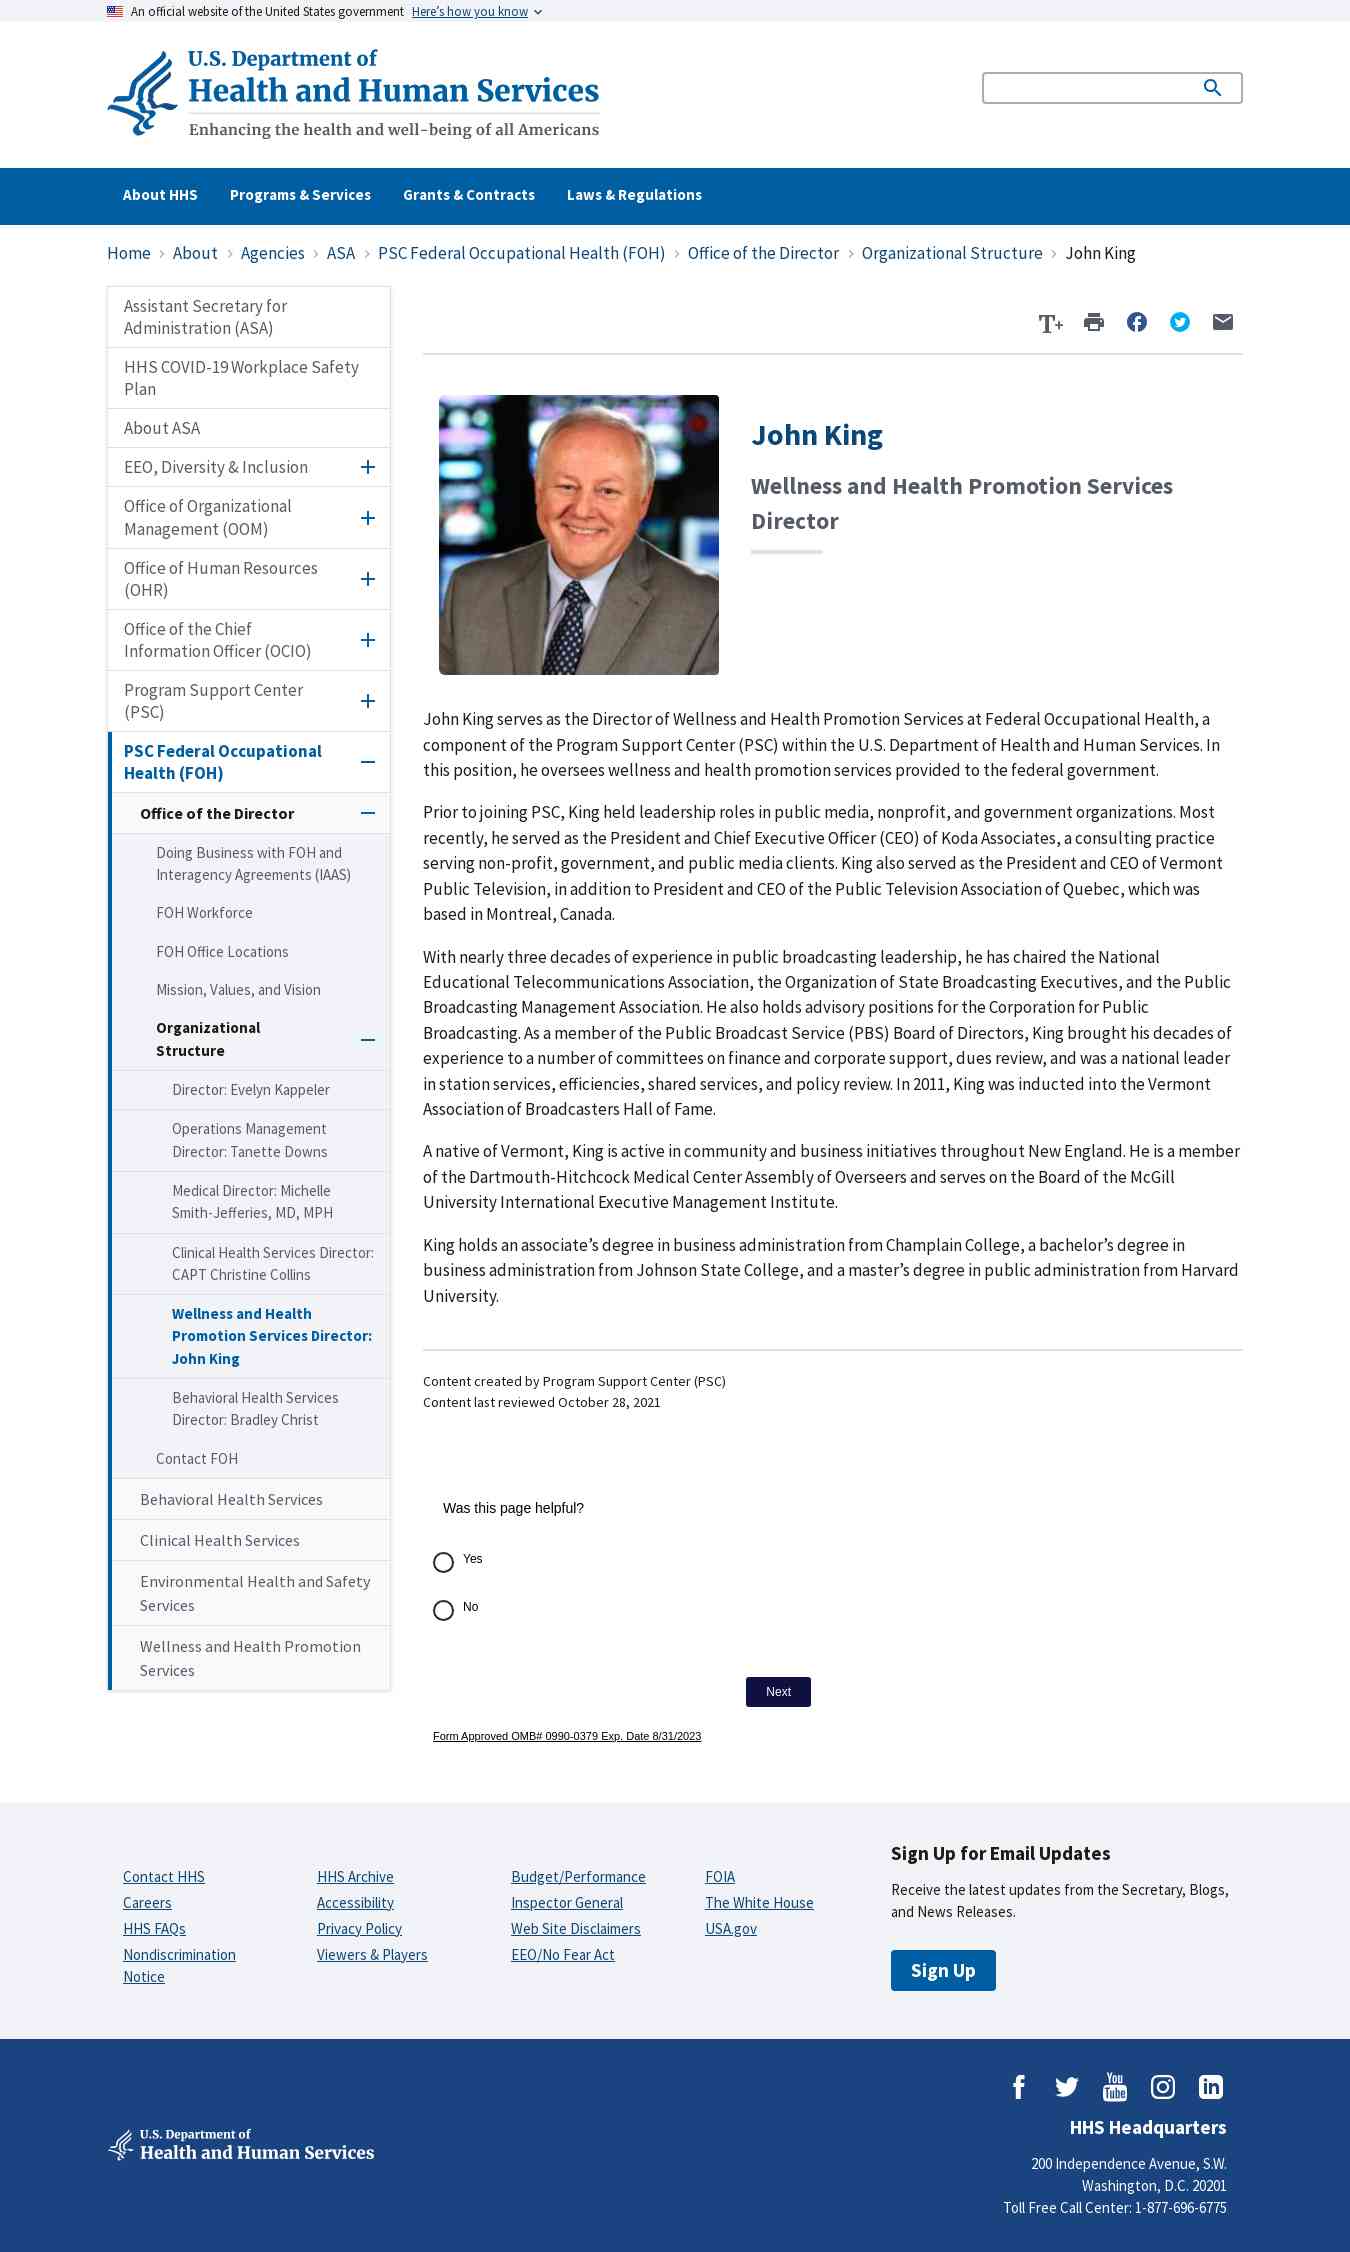 An official website of the United States government Here's how you know
U.S. Department of
Health and Human Services
Enhancing the health and well-being of all Americans
About HHS Programs & Services Grants & Contracts Laws & Regulations
Home › About › Agencies › ASA › PSC Federal Occupational Health (FOH) › Office of the Director › Organizational Structure › John King
Assistant Secretary for
Administration (ASA)
HHS COVID-19 Workplace Safety
Plan
About ASA
EEO, Diversity & Inclusion
Office of Organizational
Management (OOM)
Office of Human Resources
(OHR)
Office of the Chief
Information Officer (OCIO)
Program Support Center
(PSC)
PSC Federal Occupational
Health (FOH)
Office of the Director
Doing Business with FOH and
Interagency Agreements (IAAS)
FOH Workforce
FOH Office Locations
Mission, Values, and Vision
Organizational
Structure
Director: Evelyn Kappeler
Operations Management
Director: Tanette Downs
Medical Director: Michelle
Smith-Jefferies, MD, MPH
Clinical Health Services Director:
CAPT Christine Collins
Wellness and Health
Promotion Services Director:
John King
Behavioral Health Services
Director: Bradley Christ
Contact FOH
Behavioral Health Services
Clinical Health Services
Environmental Health and Safety
Services
Wellness and Health Promotion
Services
T+
John King
Wellness and Health Promotion Services
Director
John King serves as the Director of Wellness and Health Promotion Services at Federal Occupational Health, a
component of the Program Support Center (PSC) within the U.S. Department of Health and Human Services. In
this position, he oversees wellness and health promotion services provided to the federal government.
Prior to joining PSC, King held leadership roles in public media, nonprofit, and government organizations. Most
recently, he served as the President and Chief Executive Officer (CEO) of Koda Associates, a consulting practice
serving non-profit, government, and public media clients. King also served as the President and CEO of Vermont
Public Television, in addition to President and CEO of the Public Television Association of Quebec, which was
based in Montreal, Canada.
With nearly three decades of experience in public broadcasting leadership, he has chaired the National
Educational Telecommunications Association, the Organization of State Broadcasting Executives, and the Public
Broadcasting Management Association. He also holds advisory positions for the Corporation for Public
Broadcasting. As a member of the Public Broadcast Service (PBS) Board of Directors, King brought his decades of
experience to a number of committees on finance and corporate support, dues review, and was a national leader
in station services, efficiencies, shared services, and policy review. In 2011, King was inducted into the Vermont
Association of Broadcasters Hall of Fame.
A native of Vermont, King is active in community and business initiatives throughout New England. He is a member
of the Dartmouth-Hitchcock Medical Center Assembly of Overseers and serves on the Board of the McGill
University International Executive Management Institute.
King holds an associate’s degree in business administration from Champlain College, a bachelor’s degree in
business administration from Johnson State College, and a master’s degree in public administration from Harvard
University.
Content created by Program Support Center (PSC)
Content last reviewed October 28, 2021
Was this page helpful?
Yes
No
Next
Form Approved OMB# 0990-0379 Exp. Date 8/31/2023
Contact HHS
Careers
HHS FAQs
Nondiscrimination
Notice
HHS Archive
Accessibility
Privacy Policy
Viewers & Players
Budget/Performance
Inspector General
Web Site Disclaimers
EEO/No Fear Act
FOIA
The White House
USA.gov
Sign Up for Email Updates
Receive the latest updates from the Secretary, Blogs,
and News Releases.
Sign Up
U.S. Department of
Health and Human Services
You
Tube
in
HHS Headquarters
200 Independence Avenue, S.W.
Washington, D.C. 20201
Toll Free Call Center: 1-877-696-6775